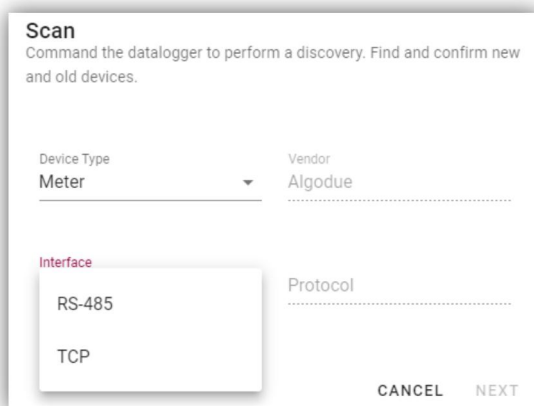 Scan
Command the datalogger to perform a discovery. Find and confirm new
and old devices.
Device Type
Meter
Vendor
Algodue
Interface
RS-485
TCP
Protocol
CANCEL
NEXT